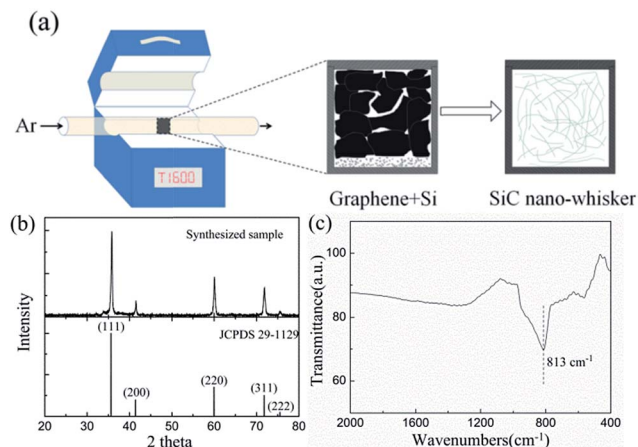 (a)
Ar
T1600
Graphene+Si
SiC nano-whisker
(b)
Synthesized sample
Intensity
(111)
JCPDS 29-1129
(200)
(220)
(311)
(222)
20 30 40 50 60 70 80
2 theta
(c)
Transmittance(a.u.)
100
80
60
813 cm-1
2000 1600 1200 800 400
Wavenumbers(cm-1)